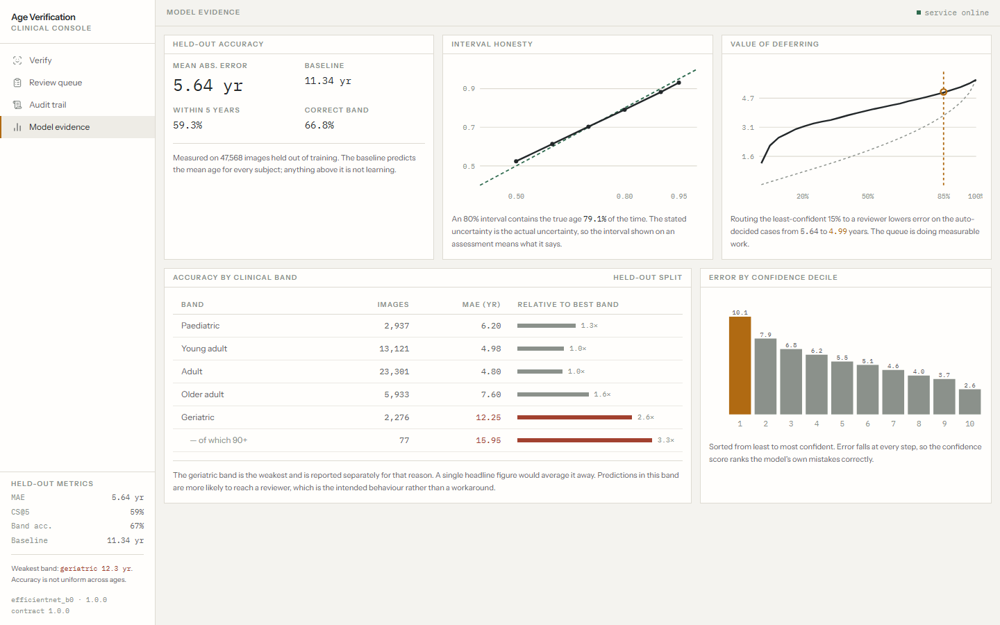 Age Verification
CLINICAL CONSOLE
Verify
Review queue
Audit trail
Model evidence
HELD-OUT METRICS
MAE 5.64 yr
CS@5 59%
Band acc. 67%
Baseline 11.34 yr
Weakest band: geriatric 12.3 yr.
Accuracy is not uniform across ages.
efficientnet_b0 · 1.0.0
contract 1.0.0
MODEL EVIDENCE
service online
HELD-OUT ACCURACY
MEAN ABS. ERROR BASELINE
5.64 yr 11.34 yr
WITHIN 5 YEARS CORRECT BAND
59.3% 66.8%
Measured on 47,568 images held out of training. The baseline predicts
the mean age for every subject; anything above it is not learning.
INTERVAL HONESTY
0.9
0.7
0.5
0.50 0.80 0.95
An 80% interval contains the true age 79.1% of the time. The stated
uncertainty is the actual uncertainty, so the interval shown on an
assessment means what it says.
VALUE OF DEFERRING
4.7
3.1
1.6
20% 50% 85% 100%
Routing the least-confident 15% to a reviewer lowers error on the auto-
decided cases from 5.64 to 4.99 years. The queue is doing measurable
work.
ACCURACY BY CLINICAL BAND HELD-OUT SPLIT
BAND IMAGES MAE (YR) RELATIVE TO BEST BAND
Paediatric 2,937 6.20 1.3×
Young adult 13,121 4.98 1.0×
Adult 23,301 4.80 1.0×
Older adult 5,933 7.60 1.6×
Geriatric 2,276 12.25 2.6×
— of which 90+ 77 15.95 3.3×
The geriatric band is the weakest and is reported separately for that reason. A single headline figure would average it away. Predictions in this band
are more likely to reach a reviewer, which is the intended behaviour rather than a workaround.
ERROR BY CONFIDENCE DECILE
10.1 7.9 6.8 6.2 5.5 5.1 4.6 4.0 3.7 2.6
1 2 3 4 5 6 7 8 9 10
Sorted from least to most confident. Error falls at every step, so the confidence
score ranks the model's own mistakes correctly.